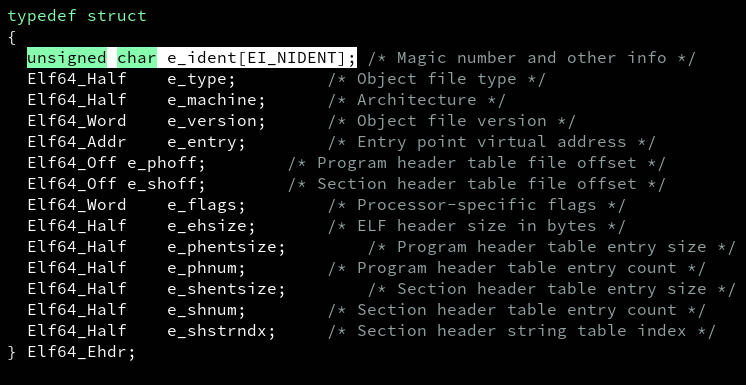 typedef struct
{
  unsigned char e_ident[EI_NIDENT]; /* Magic number and other info */
  Elf64_Half    e_type;         /* Object file type */
  Elf64_Half    e_machine;      /* Architecture */
  Elf64_Word    e_version;      /* Object file version */
  Elf64_Addr    e_entry;        /* Entry point virtual address */
  Elf64_Off e_phoff;        /* Program header table file offset */
  Elf64_Off e_shoff;        /* Section header table file offset */
  Elf64_Word    e_flags;        /* Processor-specific flags */
  Elf64_Half    e_ehsize;       /* ELF header size in bytes */
  Elf64_Half    e_phentsize;        /* Program header table entry size */
  Elf64_Half    e_phnum;        /* Program header table entry count */
  Elf64_Half    e_shentsize;        /* Section header table entry size */
  Elf64_Half    e_shnum;        /* Section header table entry count */
  Elf64_Half    e_shstrndx;     /* Section header string table index */
} Elf64_Ehdr;